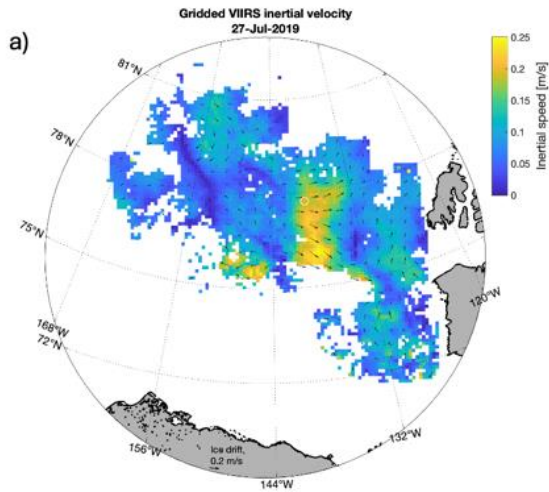 Gridded VIIRS inertial velocity
27-Jul-2019
a)
81°N
78°N
75°N
168°W
72°N
156°W
144°W
132°W
120°W
Ice drift,
0.2 m/s
0.25
0.2
0.15
0.1
0.05
0
Inertial speed [m/s]